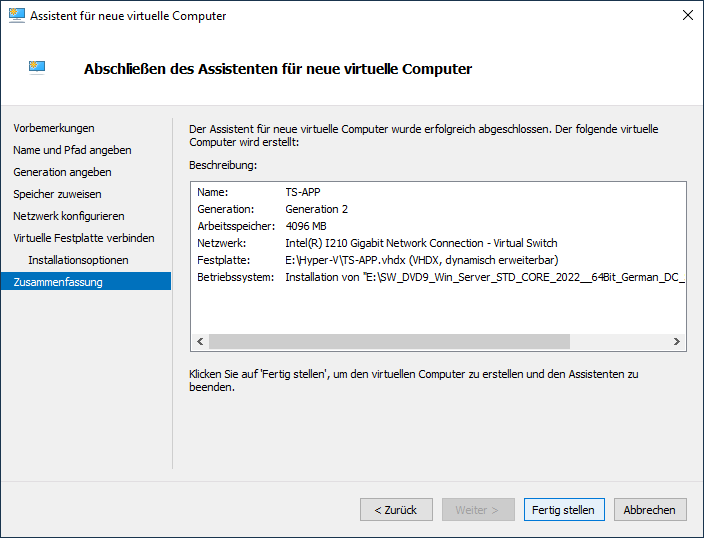 Assistent für neue virtuelle Computer
Abschließen des Assistenten für neue virtuelle Computer
Vorbemerkungen
Name und Pfad angeben
Generation angeben
Speicher zuweisen
Netzwerk konfigurieren
Virtuelle Festplatte verbinden
Installationsoptionen
Zusammenfassung
Der Assistent für neue virtuelle Computer wurde erfolgreich abgeschlossen. Der folgende virtuelle
Computer wird erstellt:
Beschreibung:
Name: TS-APP
Generation: Generation 2
Arbeitsspeicher: 4096 MB
Netzwerk: Intel(R) I210 Gigabit Network Connection - Virtual Switch
Festplatte: E:\Hyper-V\TS-APP.vhdx (VHDX, dynamisch erweiterbar)
Betriebssystem: Installation von "E:\SW_DVD9_Win_Server_STD_CORE_2022__64Bit_German_DC_
Klicken Sie auf 'Fertig stellen', um den virtuellen Computer zu erstellen und den Assistenten zu
beenden.
< Zurück Weiter > Fertig stellen Abbrechen